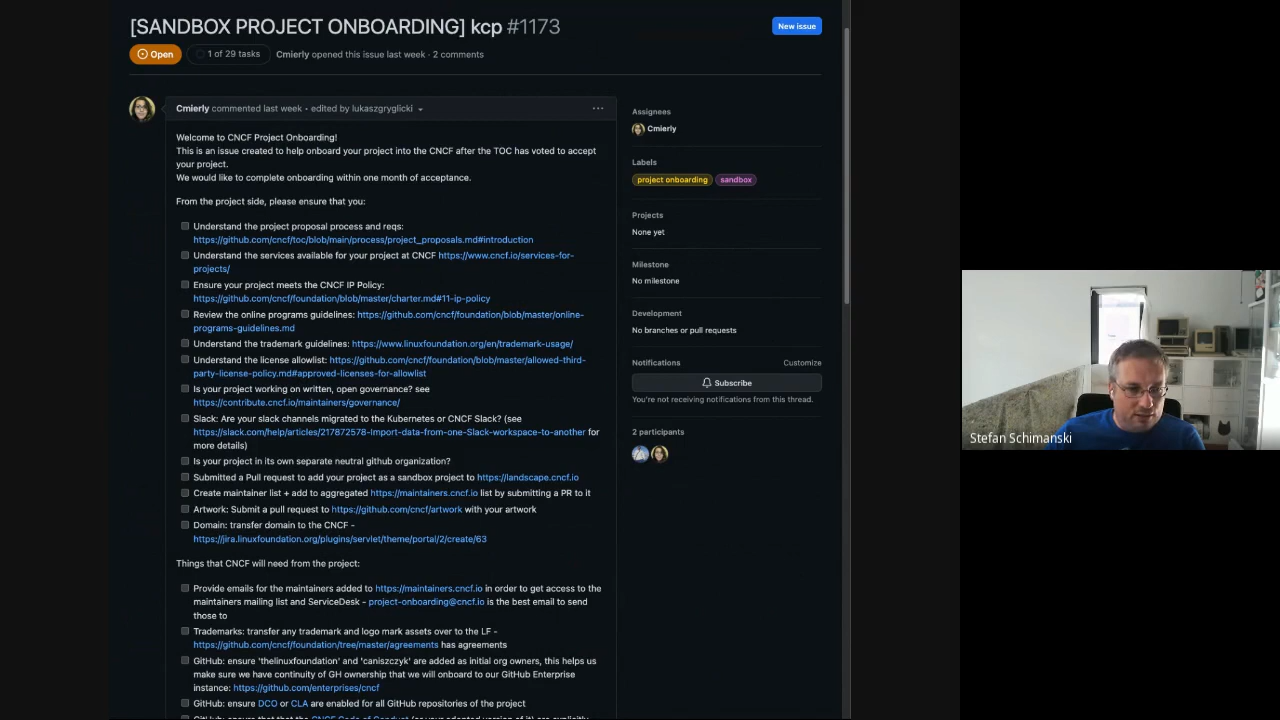 [SANDBOX PROJECT ONBOARDING] kcp #1173
New issue
Open
1 of 29 tasks
Cmierly opened this issue last week · 2 comments
Cmierly commented last week • edited by lukaszgryglicki
Welcome to CNCF Project Onboarding!
This is an issue created to help onboard your project into the CNCF after the TOC has voted to accept
your project.
We would like to complete onboarding within one month of acceptance.
From the project side, please ensure that you:
Understand the project proposal process and reqs:
https://github.com/cncf/toc/blob/main/process/project_proposals.md#introduction
Understand the services available for your project at CNCF https://www.cncf.io/services-for-
projects/
Ensure your project meets the CNCF IP Policy:
https://github.com/cncf/foundation/blob/master/charter.md#11-ip-policy
Review the online programs guidelines: https://github.com/cncf/foundation/blob/master/online-
programs-guidelines.md
Understand the trademark guidelines: https://www.linuxfoundation.org/en/trademark-usage/
Understand the license allowlist: https://github.com/cncf/foundation/blob/master/allowed-third-
party-license-policy.md#approved-licenses-for-allowlist
Is your project working on written, open governance? see
https://contribute.cncf.io/maintainers/governance/
Slack: Are your slack channels migrated to the Kubernetes or CNCF Slack? (see
https://slack.com/help/articles/217872578-Import-data-from-one-Slack-workspace-to-another for
more details)
Is your project in its own separate neutral github organization?
Submitted a Pull request to add your project as a sandbox project to https://landscape.cncf.io
Create maintainer list + add to aggregated https://maintainers.cncf.io list by submitting a PR to it
Artwork: Submit a pull request to https://github.com/cncf/artwork with your artwork
Domain: transfer domain to the CNCF -
https://jira.linuxfoundation.org/plugins/servlet/theme/portal/2/create/63
Things that CNCF will need from the project:
Provide emails for the maintainers added to https://maintainers.cncf.io in order to get access to the
maintainers mailing list and ServiceDesk - project-onboarding@cncf.io is the best email to send
those to
Trademarks: transfer any trademark and logo mark assets over to the LF -
https://github.com/cncf/foundation/tree/master/agreements has agreements
GitHub: ensure 'thelinuxfoundation' and 'caniszczyk' are added as initial org owners, this helps us
make sure we have continuity of GH ownership that we will onboard to our GitHub Enterprise
instance: https://github.com/enterprises/cncf
GitHub: ensure DCO or CLA are enabled for all GitHub repositories of the project
Assignees
Cmierly
Labels
project onboarding
sandbox
Projects
None yet
Milestone
No milestone
Development
No branches or pull requests
Notifications
Customize
Subscribe
You're not receiving notifications from this thread.
2 participants
Stefan Schimanski